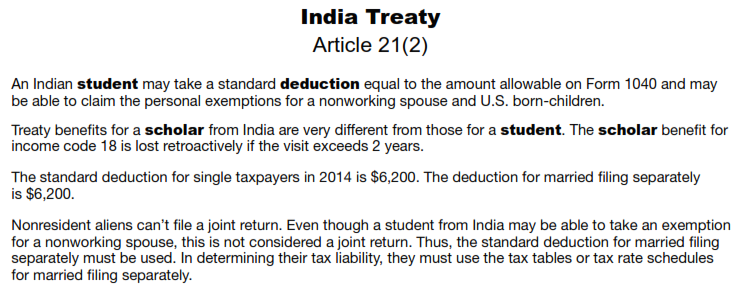 India Treaty
Article 21(2)
An Indian student may take a standard deduction equal to the amount allowable on Form 1040 and may
be able to claim the personal exemptions for a nonworking spouse and U.S. born-children.
Treaty benefits for a scholar from India are very different from those for a student. The scholar benefit for
income code 18 is lost retroactively if the visit exceeds 2 years.
The standard deduction for single taxpayers in 2014 is $6,200. The deduction for married filing separately
is $6,200.
Nonresident aliens can’t file a joint return. Even though a student from India may be able to take an exemption
for a nonworking spouse, this is not considered a joint return. Thus, the standard deduction for married filing
separately must be used. In determining their tax liability, they must use the tax tables or tax rate schedules
for married filing separately.